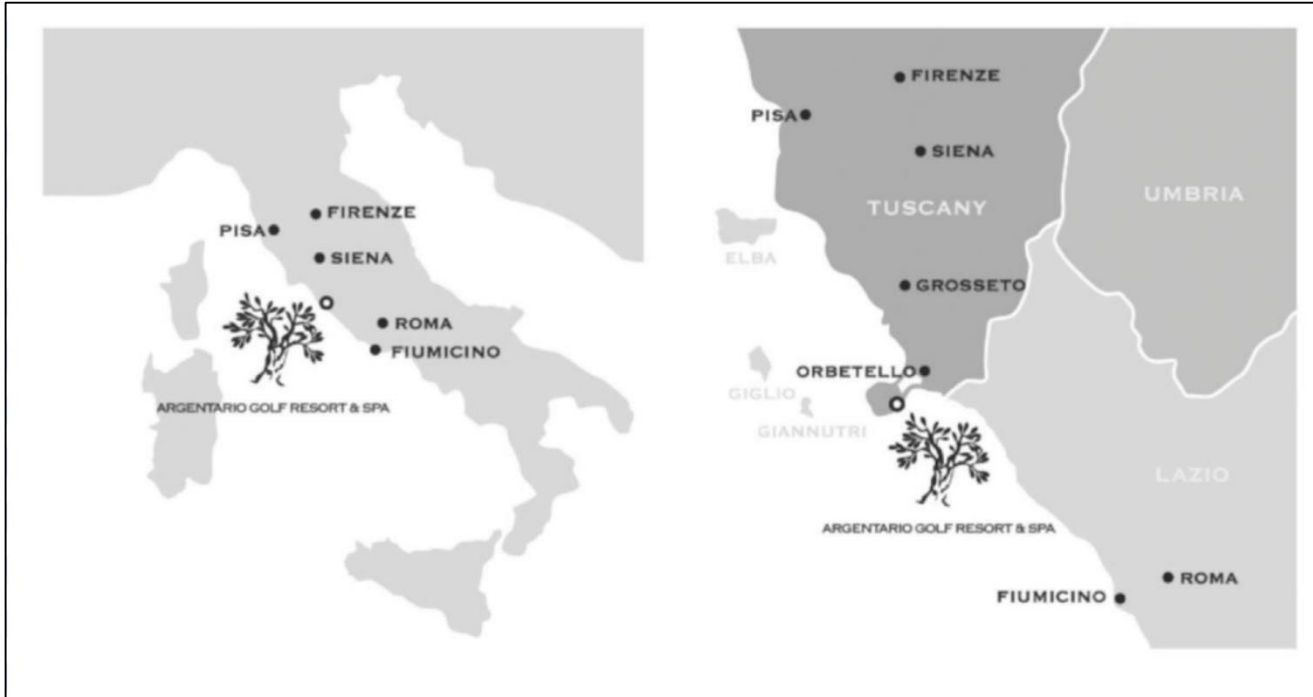 FIRENZE
PISA
SIENA
ROMA
FIUMICINO
ARGENTARIO GOLF RESORT & SPA
FIRENZE
PISA
SIENA
UMBRIA
TUSCANY
ELBA
GROSSETO
ORBETELLO
GIGLIO
GIANNUTRI
LAZIO
ARGENTARIO GOLF RESORT & SPA
ROMA
FIUMICINO